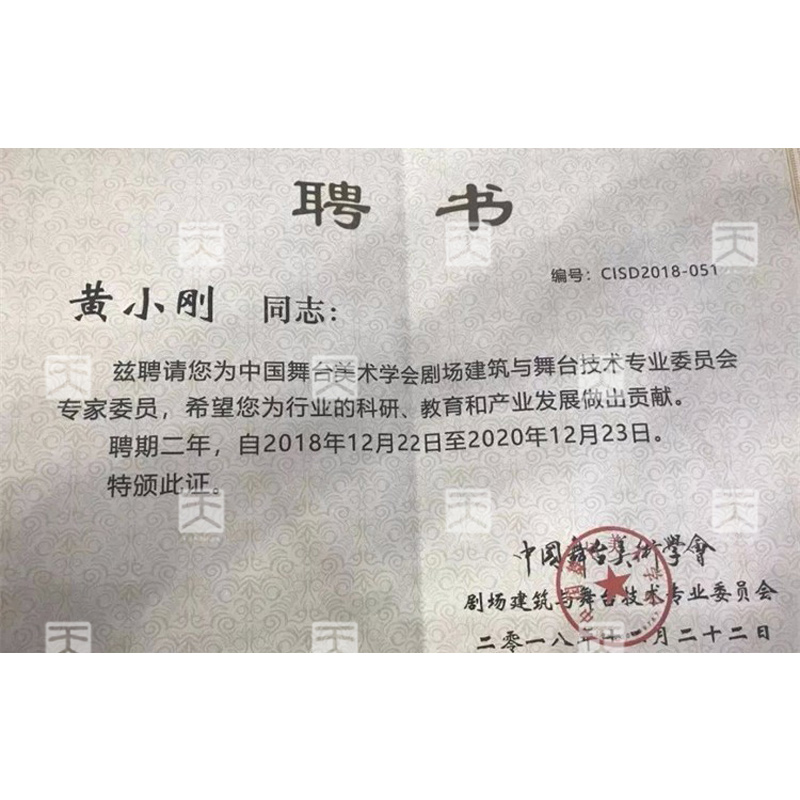 聘 书
编号：CISD2018-051
黄小刚 同志：
兹聘请您为中国舞台美术学会剧场建筑与舞台技术专业委员会
专家委员，希望您为行业的科研、教育和产业发展做出贡献。
聘期二年，自2018年12月22日至2020年12月23日。
特颁此证。
中国舞台美術學會
剧场建筑与舞台技术专业委员会
二零一八年十二月二十二日